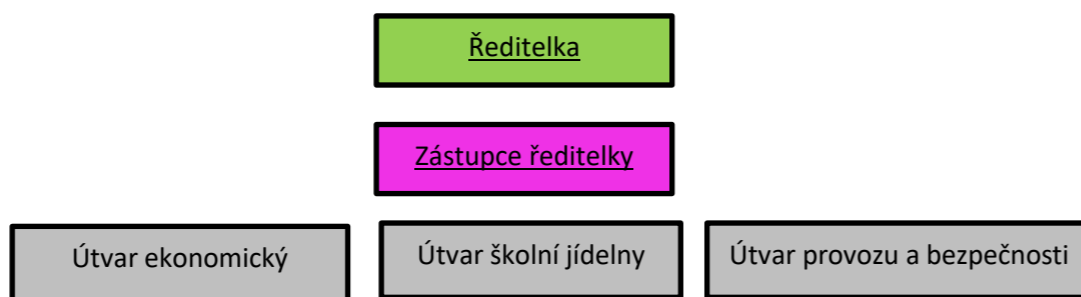 Ředitelka
Zástupce ředitelky
Útvar ekonomický
Útvar školní jídelny
Útvar provozu a bezpečnosti